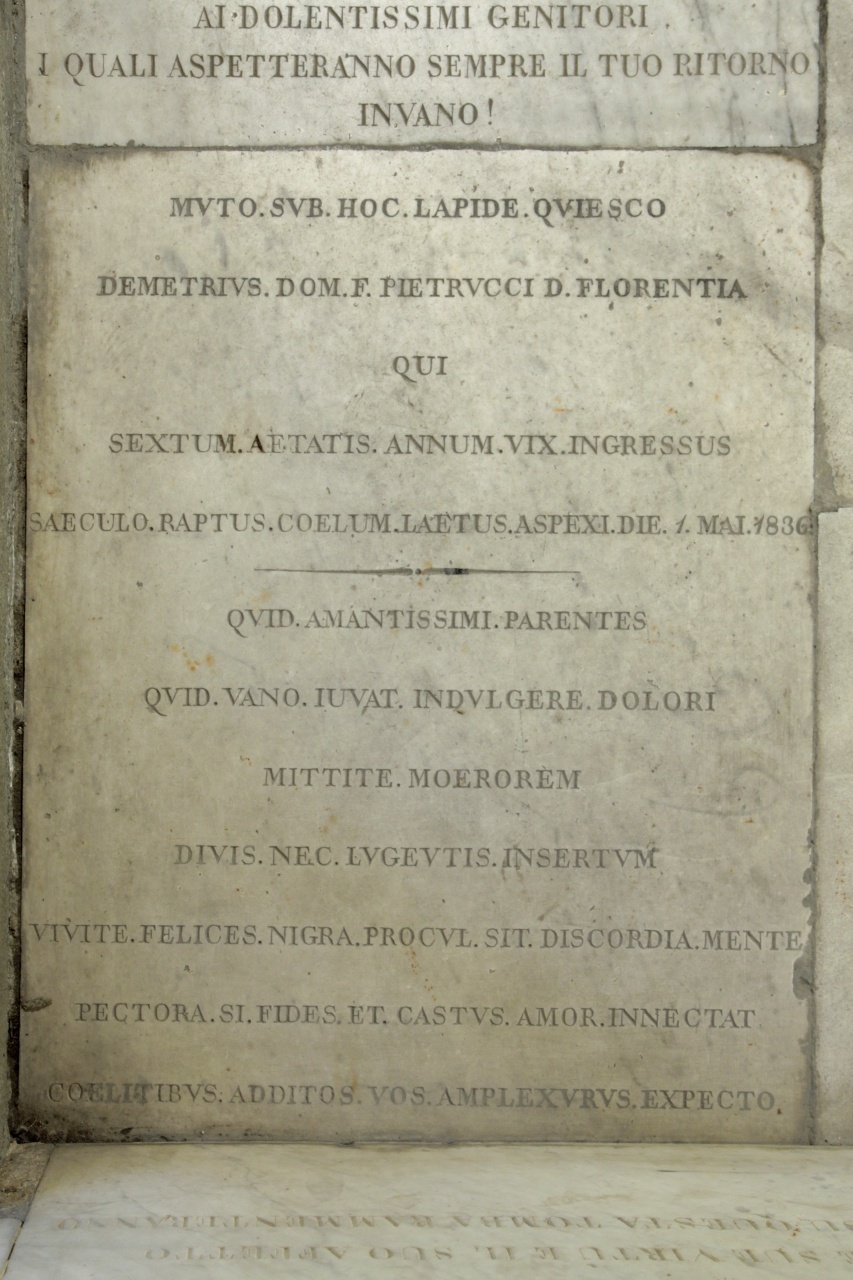 AI DOLENTISSIMI GENITORI.
I QUALI ASPETTERANNO SEMPRE IL TUO RITORNO
INVANO!
MVTO. SVB. HOC. LAPIDE. QVIESCO
DEMETRIVS. DOM. F. PIETRVCCI D. FLORENTIA
QUI
SEXTUM. AETATIS. ANNUM. VIX. INGRESSUS
SAECULO. RAPTUS. COELUM. LAETUS. ASPEXI. DIE. 1. MAI. 1836
QVID. AMANTISSIMI. PARENTES
QVID. VANO. IUVAT. INDVLGERE. DOLORI
MITTITE. MOEROREM
DIVIS. NEC. LVGEVTIS. INSERTVM
VIVITE. FELICES. NIGRA. PROCVL. SIT. DISCORDIA. MENTE
PECTORA. SI. FIDES. ET. CASTVS. AMOR. INNECTAT
COELITIBVS. ADDITOS. VOS. AMPLEXVRVS. EXPECTO.